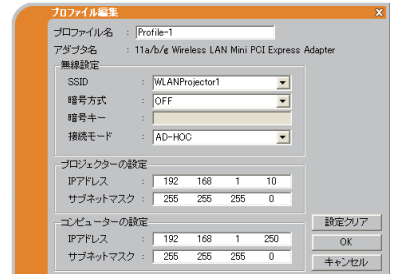 プロファイル編集 X
プロファイル名 : Profile-1
アダプタ名 : 11a/b/g Wireless LAN Mini PCI Express Adapter
無線設定
SSID : WLANProjector1
暗号方式 : OFF
暗号キー :
接続モード : AD-HOC
プロジェクターの設定
IPアドレス : 192 168 1 10
サブネットマスク : 255 255 255 0
コンピューターの設定
IPアドレス : 192 168 1 250
サブネットマスク : 255 255 255 0
設定クリア
OK
キャンセル